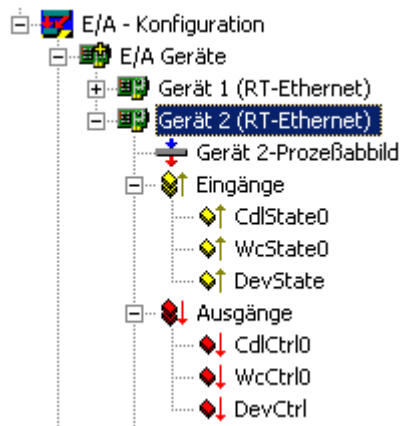 E/A - Konfiguration
E/A Geräte
Gerät 1 (RT-Ethernet)
Gerät 2 (RT-Ethernet)
Gerät 2-Prozeßabbild
Eingänge
CdlState0
WcState0
DevState
Ausgänge
CdlCtrl0
WcCtrl0
DevCtrl